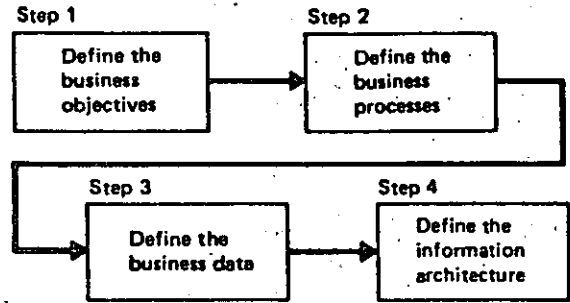 Step 1
Define the
business
objectives
Step 2
Define the
business
processes
Step 3
Define the
business data
Step 4
Define the
information
architecture